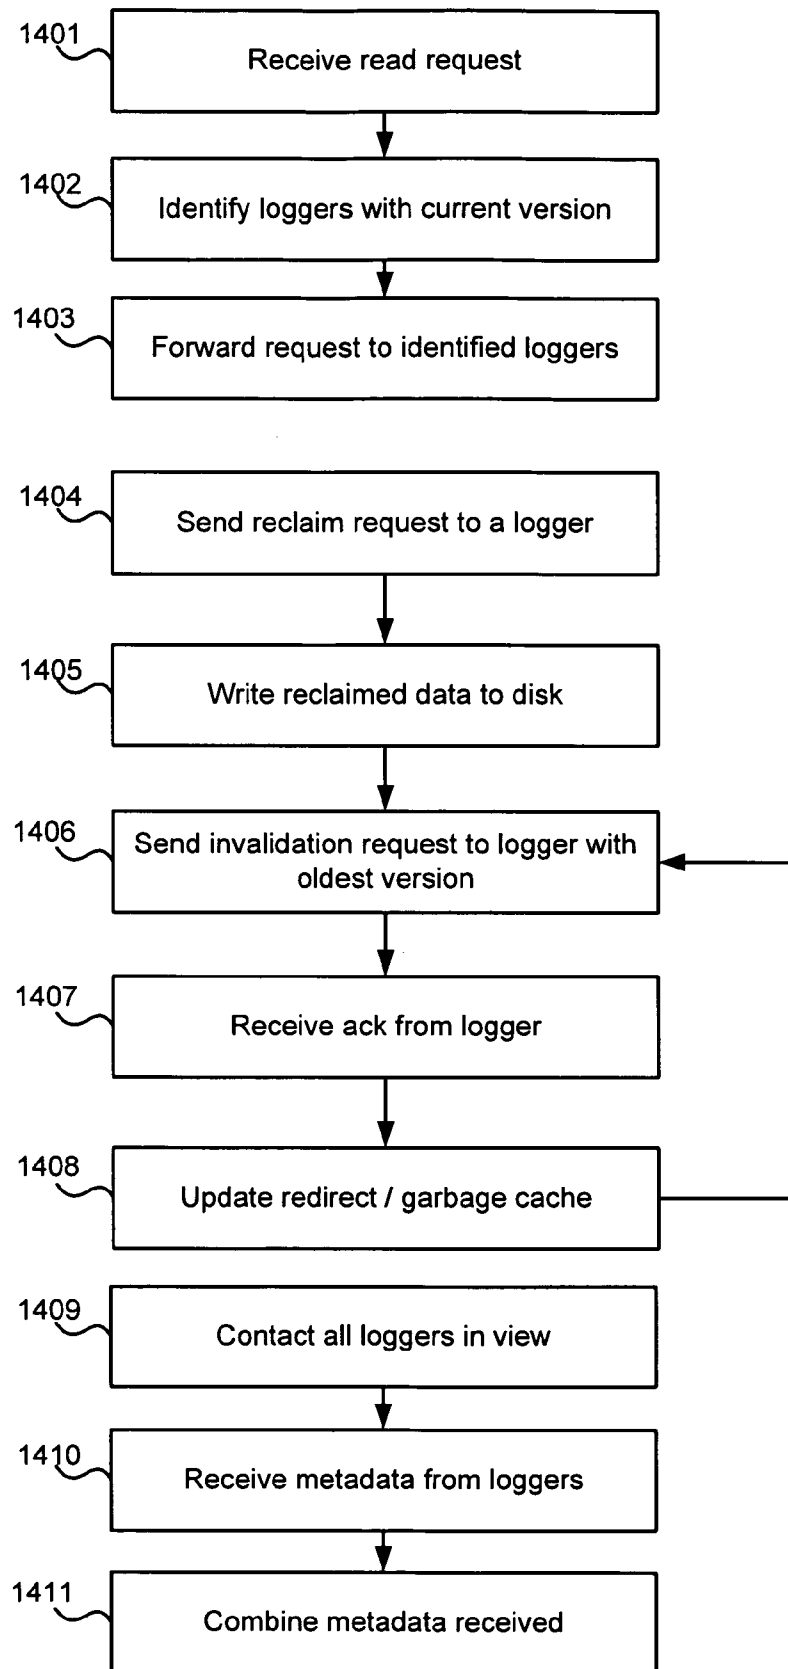 1401
Receive read request
1402
Identify loggers with current version
1403
Forward request to identified loggers
1404
Send reclaim request to a logger
1405
Write reclaimed data to disk
1406
Send invalidation request to logger with
oldest version
1407
Receive ack from logger
1408
Update redirect / garbage cache
1409
Contact all loggers in view
1410
Receive metadata from loggers
1411
Combine metadata received